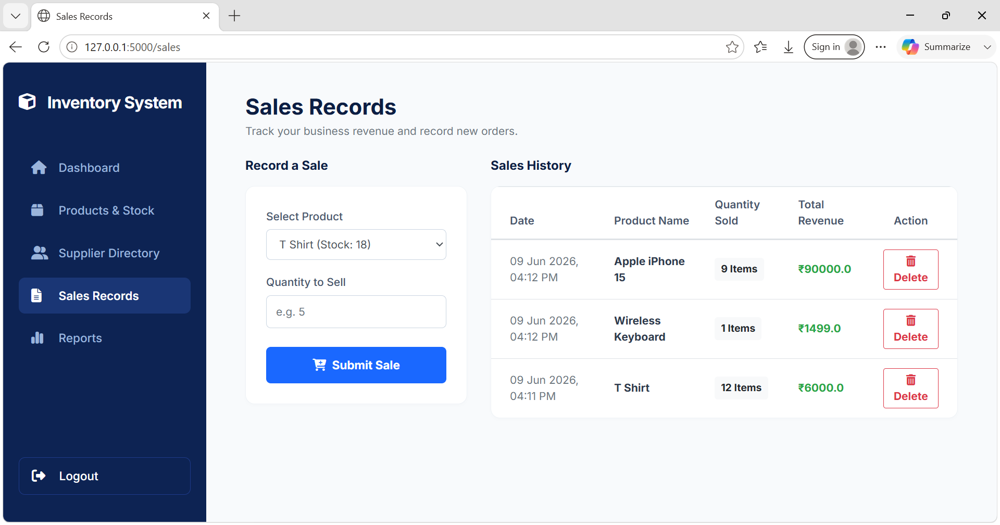 Sales Records
127.0.0.1:5000/sales
Sign in
Summarize
Inventory System
Dashboard
Products & Stock
Supplier Directory
Sales Records
Reports
Logout
Sales Records
Track your business revenue and record new orders.
Record a Sale
Select Product
T Shirt (Stock: 18)
Quantity to Sell
e.g. 5
Submit Sale
Sales History
Date
Product Name
Quantity
Sold
Total
Revenue
Action
09 Jun 2026,
04:12 PM
Apple iPhone
15
9 Items
₹90000.0
Delete
09 Jun 2026,
04:12 PM
Wireless
Keyboard
1 Items
₹1499.0
Delete
09 Jun 2026,
04:11 PM
T Shirt
12 Items
₹6000.0
Delete